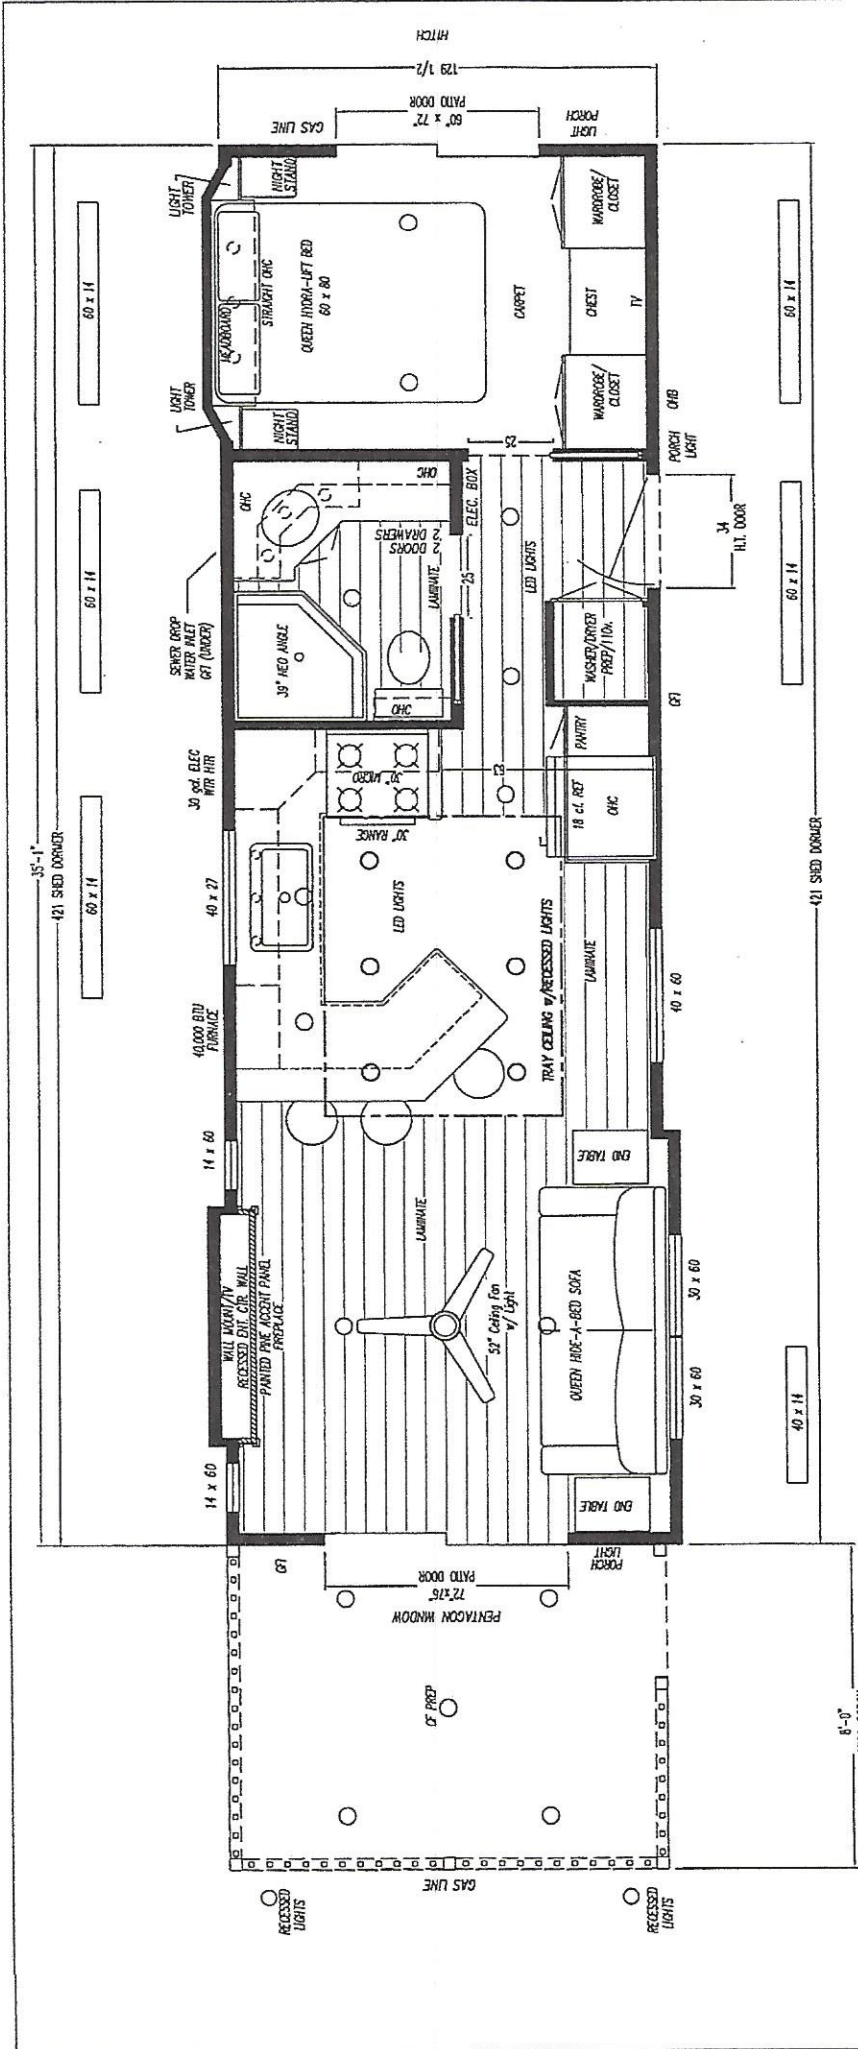 HITCH
129 1/2
GAS LINE
60" x 72"
PATIO DOOR
PORCH
LIGHT
35'-1"
421 SHED DORMER
60 x 14
60 x 14
60 x 14
LIGHT
TOWER
LIGHT
TOWER
NIGHT
STAND
HEADBOARD
STRAIGHT OHC
QUEEN HYDRA-LIFT BED
60 x 80
NIGHT
STAND
CARPET
WARDROBE/
CLOSET
CHEST
TV
WARDROBE/
CLOSET
25
OHB
PORCH
LIGHT
34
H.T. DOOR
SEWER DROP
WATER INLET
GFI (UNDER)
OHC
OHC
2 DOORS
2 DRAWERS
ELEC. BOX
LAMINATE
25
39" NEO ANGLE
OHC
LED LIGHTS
WASHER/DRYER
PREP/110v.
GFI
PANTRY
18 cf. REF
OHC
63
30 gal. ELEC
WTR HTR
30" MICRO
30" RANGE
40 x 27
LED LIGHTS
TRAY CEILING w/RECESSED LIGHTS
LAMINATE
40 x 60
40,000 BTU
FURNACE
14 x 60
LAMINATE
END TABLE
WALL MOUNT/TV
RECESSED ENT. CTR. WALL
PAINTED PINE ACCENT PANEL
FIREPLACE
52" Ceiling Fan
w/ Light
QUEEN HIDE-A-BED SOFA
30 x 60
30 x 60
14 x 60
END TABLE
GFI
72"x76"
PATIO DOOR
PENTAGON WINDOW
PORCH
LIGHT
CF PREP
8'-0"
GAS LINE
RECESSED
LIGHTS
RECESSED
LIGHTS
60 x 14
60 x 14
421 SHED DORMER
40 x 14